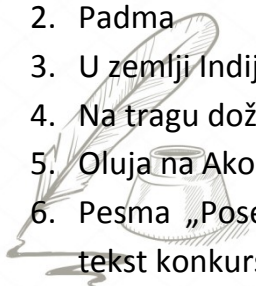 2. Padma
3. U zemlji Indij
4. Na tragu dož
5. Oluja na Ako
6. Pesma „Pose
tekst konkurs